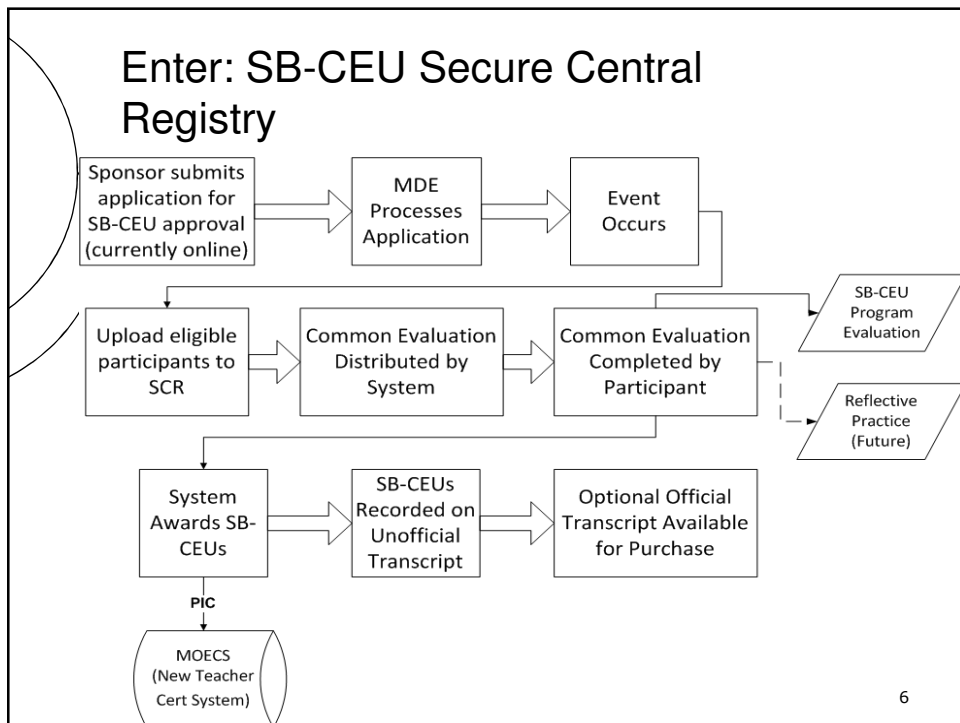 Enter: SB-CEU Secure Central
Registry
Sponsor submits
application for
SB-CEU approval
(currently online)
MDE
Processes
Application
Event
Occurs
Upload eligible
participants to
SCR
Common Evaluation
Distributed by
System
Common Evaluation
Completed by
Participant
SB-CEU
Program
Evaluation
Reflective
Practice
(Future)
System
Awards SB-
CEUs
SB-CEUs
Recorded on
Unofficial
Transcript
Optional Official
Transcript Available
for Purchase
PIC
MOECS
(New Teacher
Cert System)
6